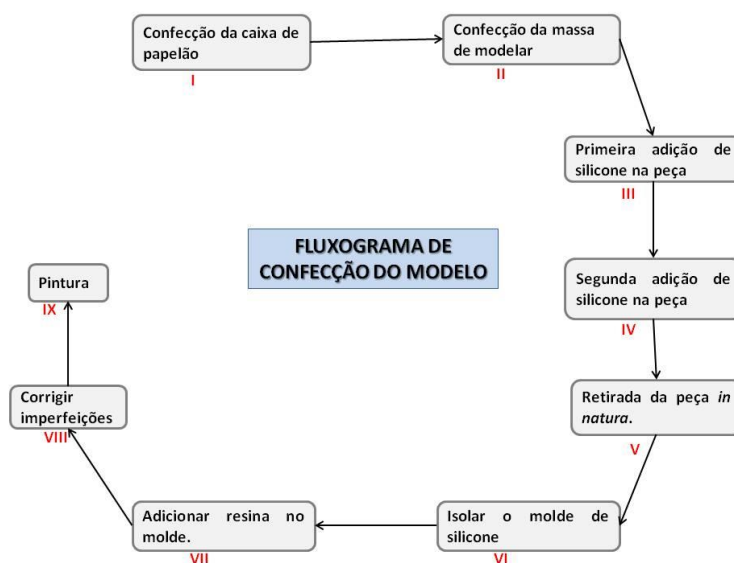 Confecção da caixa de
papelão
I
Confecção da massa
de modelar
II
Primeira adição de
silicone na peça
III
Segunda adição de
silicone na peça
IV
Retirada da peça in
natura.
V
Isolar o molde de
silicone
VI
Adicionar resina no
molde.
VII
Corrigir
imperfeições
VIII
Pintura
IX
FLUXOGRAMA DE
CONFECÇÃO DO MODELO